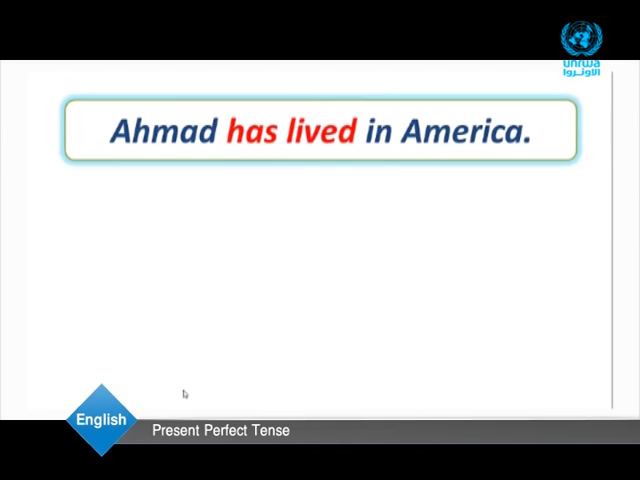 unrwa
الأونروا
Ahmad has lived in America.
English
Present Perfect Tense